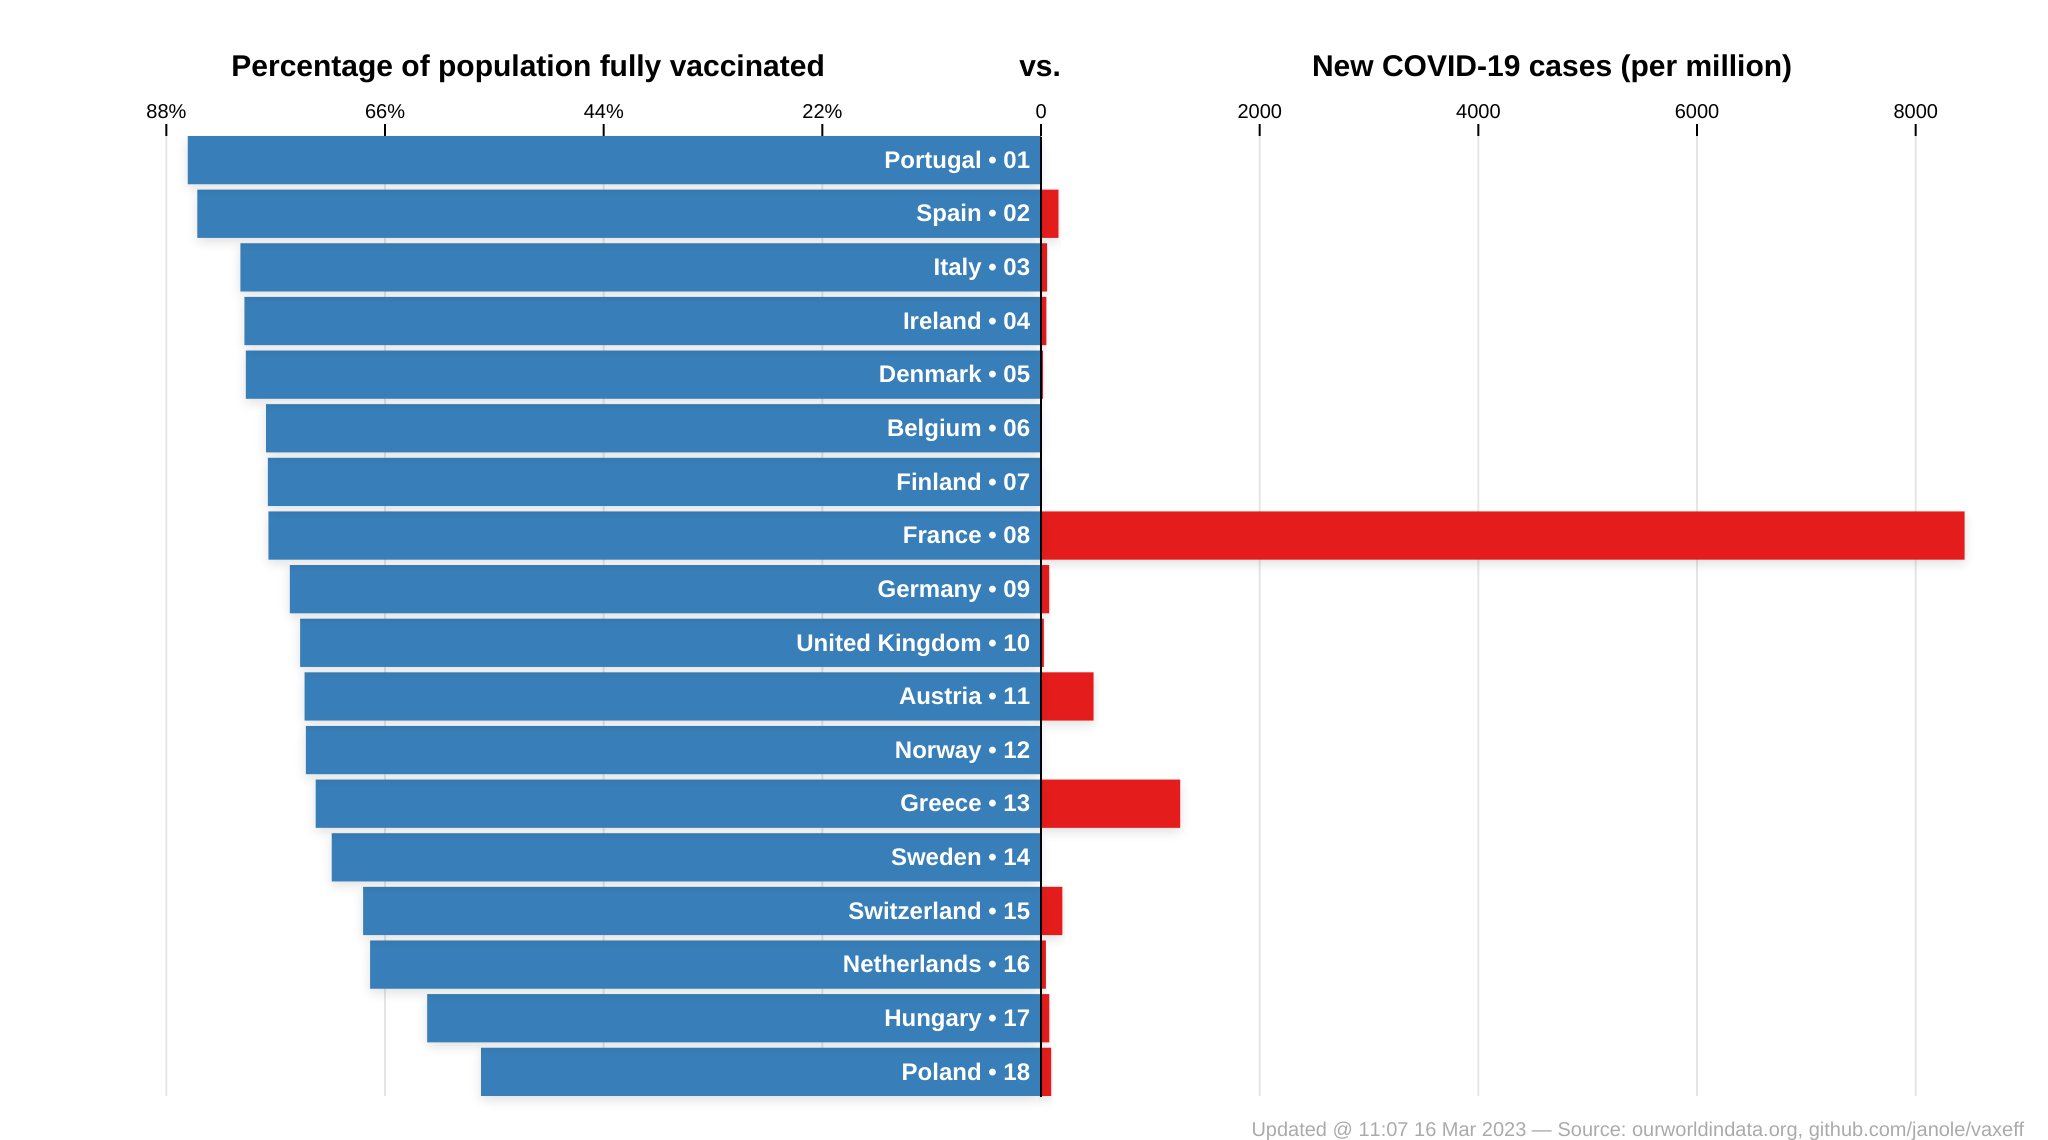 Percentage of population fully vaccinated vs. New COVID-19 cases (per million)
88% 66% 44% 22% 0 2000 4000 6000 8000
Portugal • 01
Spain • 02
Italy • 03
Ireland • 04
Denmark • 05
Belgium • 06
Finland • 07
France • 08
Germany • 09
United Kingdom • 10
Austria • 11
Norway • 12
Greece • 13
Sweden • 14
Switzerland • 15
Netherlands • 16
Hungary • 17
Poland • 18
Updated @ 11:07 16 Mar 2023 — Source: ourworldindata.org, github.com/janole/vaxeff